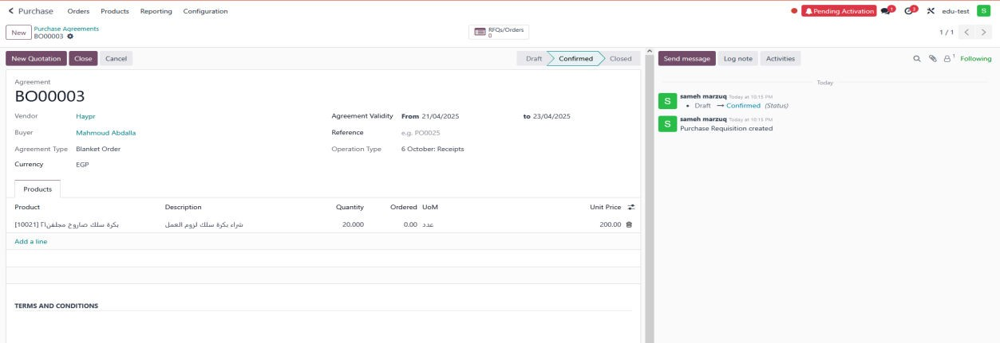 Purchase Orders Products Reporting Configuration Pending Activation 1 3 edu-test S
New Purchase Agreements RFQs/Orders
BO00003 0 1 / 1
New Quotation Close Cancel Draft Confirmed Closed Send message Log note Activities 1 Following
Today
Agreement
BO00003
S sameh marzuq Today at 10:15 PM
• Draft → Confirmed (Status)
Vendor Haypr Agreement Validity From 21/04/2025 to 23/04/2025
S sameh marzuq Today at 10:15 PM
Purchase Requisition created
Buyer Mahmoud Abdalla Reference e.g. PO0025
Agreement Type Blanket Order Operation Type 6 October: Receipts
Currency EGP
Products
Product Description Quantity Ordered UoM Unit Price
[10021] بكرة سلك صاروخ مجلفن٢١ شراء بكرة سلك لزوم العمل 20.000 0.00 عدد 200.00
Add a line
TERMS AND CONDITIONS